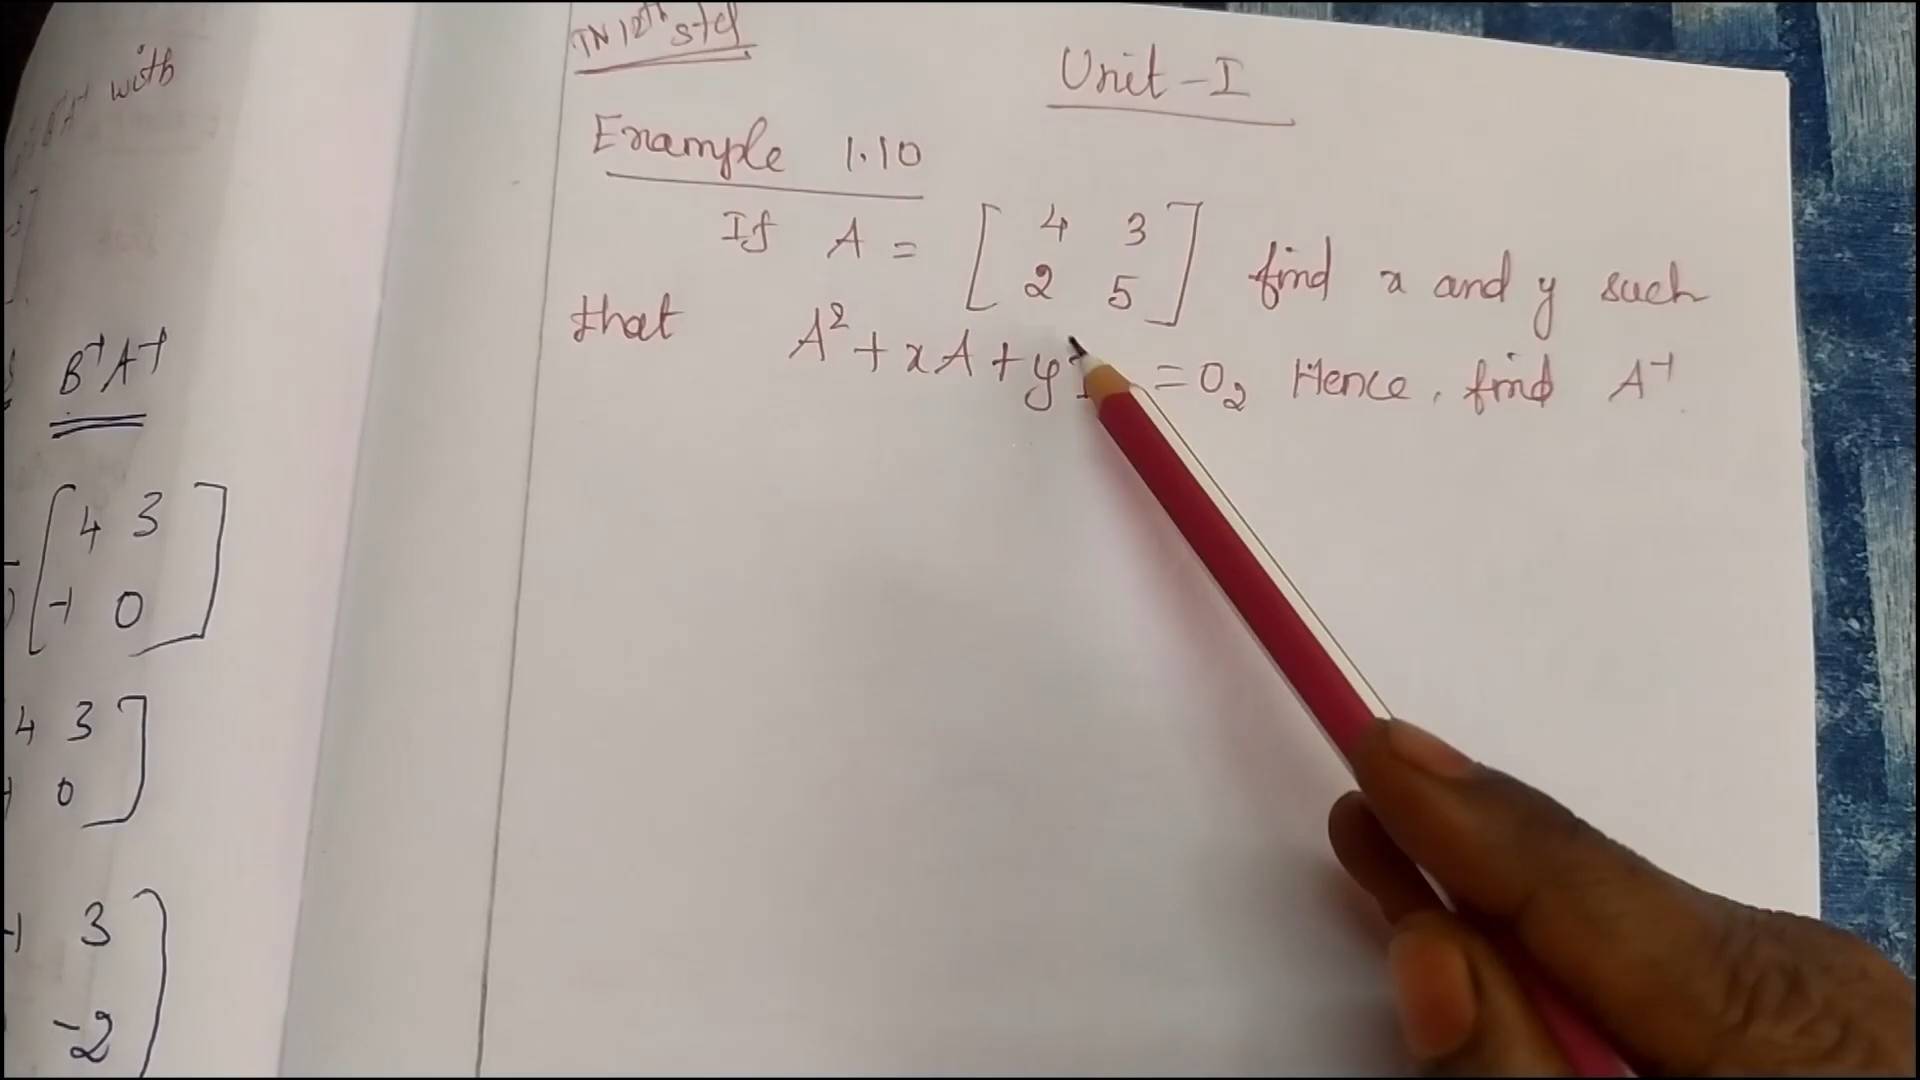 with
B⁻¹A⁻¹
4 3
-1 0
4 3
0
3
-2
TN 12th std
Unit - I
Example 1.10
If A = [ 4 3
2 5 ] find x and y such
that A² + xA + y = O₂ Hence, find A⁻¹